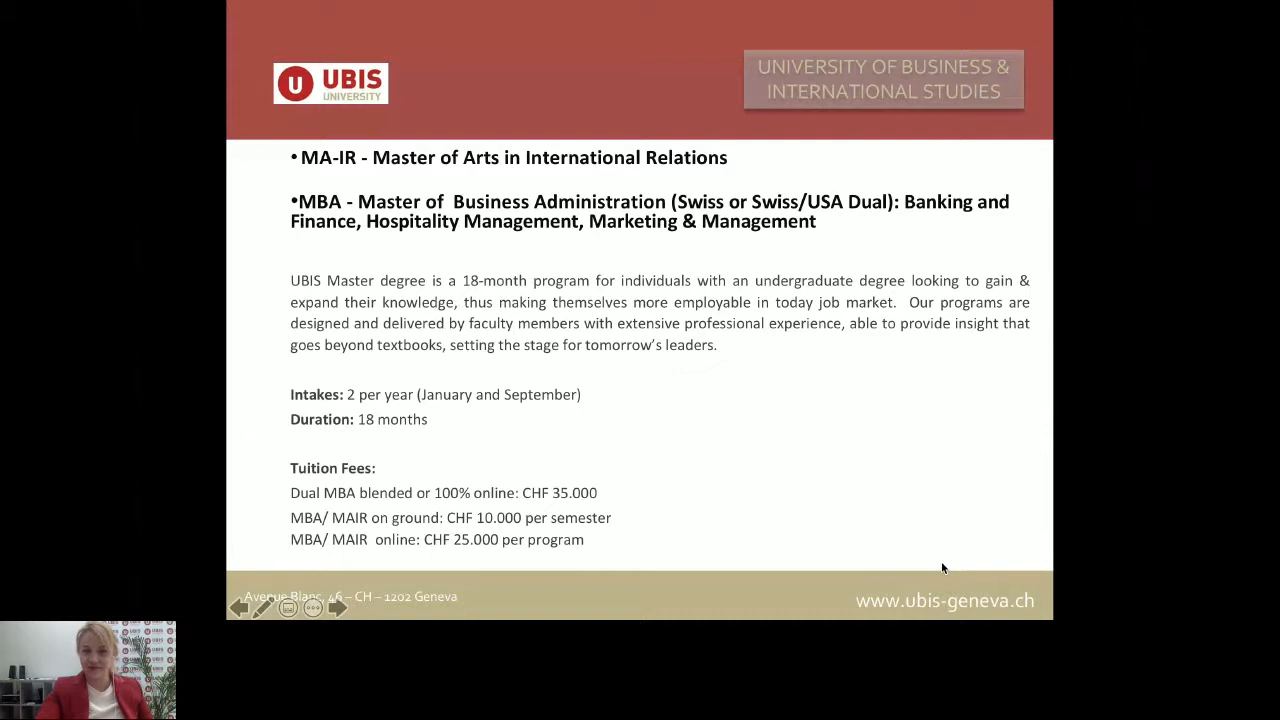 UBIS
UNIVERSITY
UNIVERSITY OF BUSINESS &
INTERNATIONAL STUDIES
• MA-IR - Master of Arts in International Relations
•MBA - Master of Business Administration (Swiss or Swiss/USA Dual): Banking and
Finance, Hospitality Management, Marketing & Management
UBIS Master degree is a 18-month program for individuals with an undergraduate degree looking to gain &
expand their knowledge, thus making themselves more employable in today job market. Our programs are
designed and delivered by faculty members with extensive professional experience, able to provide insight that
goes beyond textbooks, setting the stage for tomorrow’s leaders.
Intakes: 2 per year (January and September)
Duration: 18 months
Tuition Fees:
Dual MBA blended or 100% online: CHF 35.000
MBA/ MAIR on ground: CHF 10.000 per semester
MBA/ MAIR online: CHF 25.000 per program
Avenue Blanc, 46 – CH – 1202 Geneva
www.ubis-geneva.ch